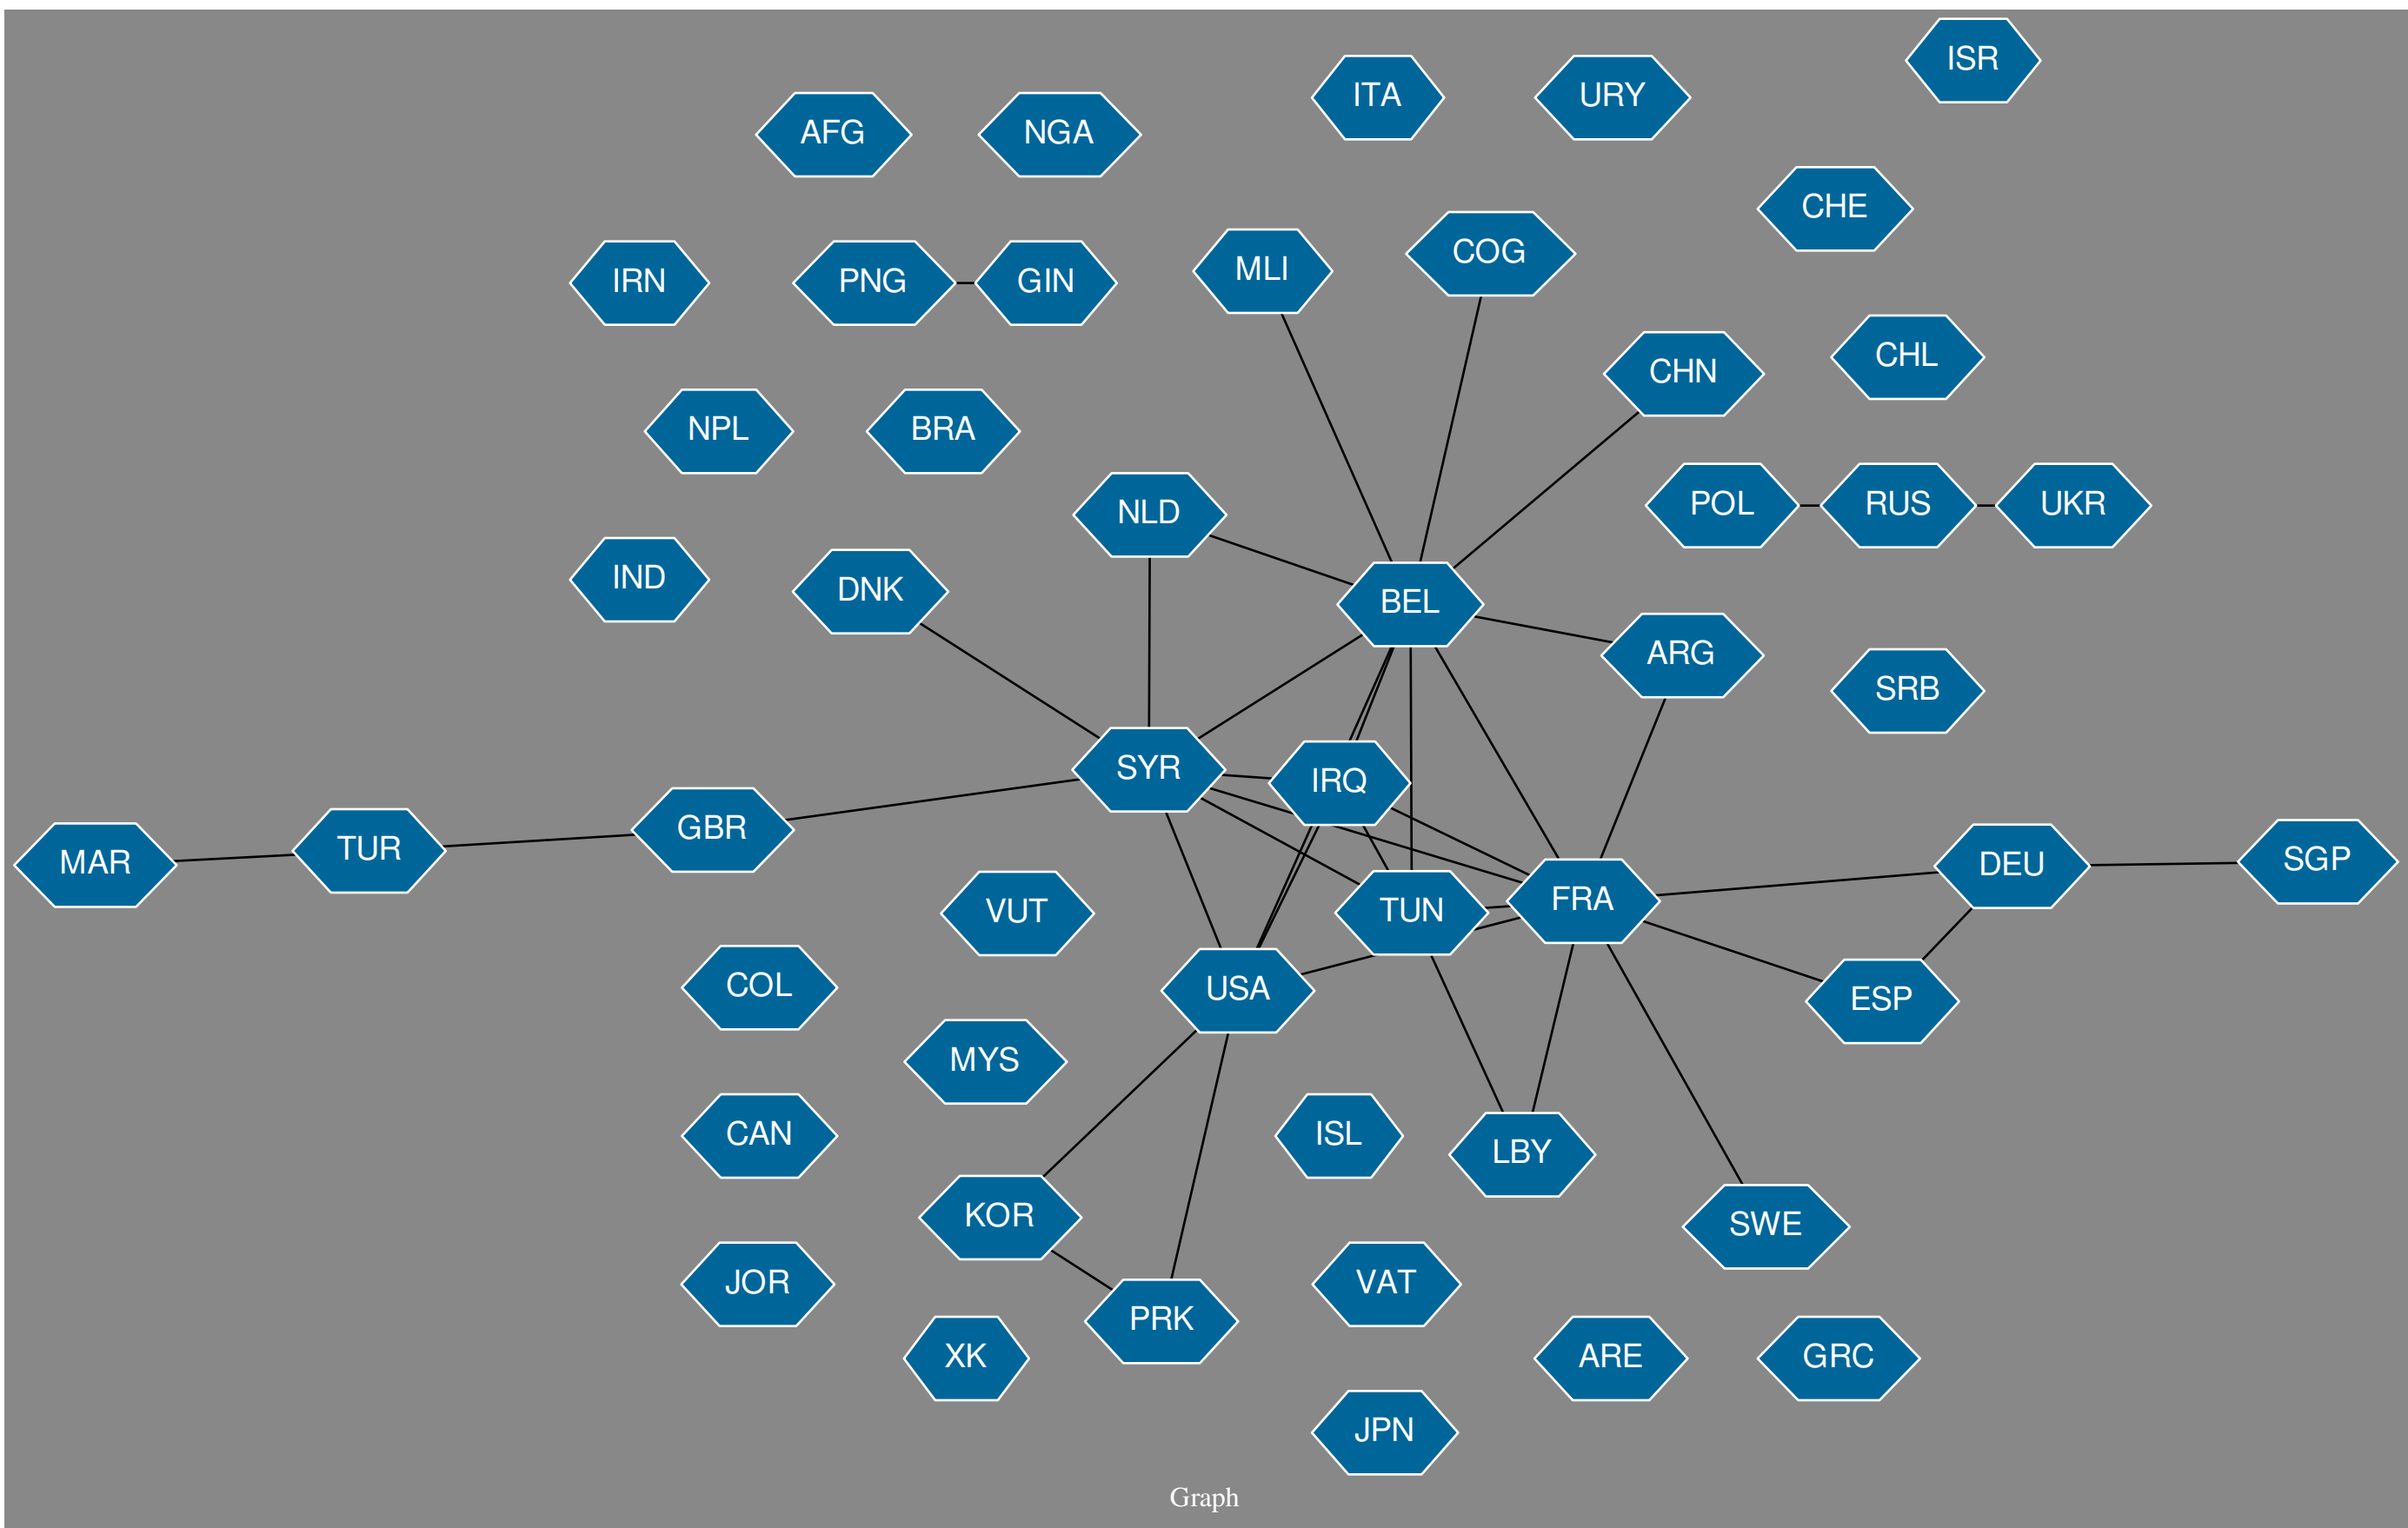 ISR
ITA
URY
AFG
NGA
CHE
COG
MLI
IRN
PNG
GIN
CHL
CHN
NPL
BRA
POL
RUS
UKR
NLD
IND
DNK
BEL
ARG
SRB
SYR
IRQ
GBR
TUR
MAR
SGP
DEU
FRA
TUN
VUT
COL
USA
ESP
MYS
CAN
ISL
LBY
KOR
SWE
JOR
VAT
PRK
XK
ARE
GRC
JPN
Graph